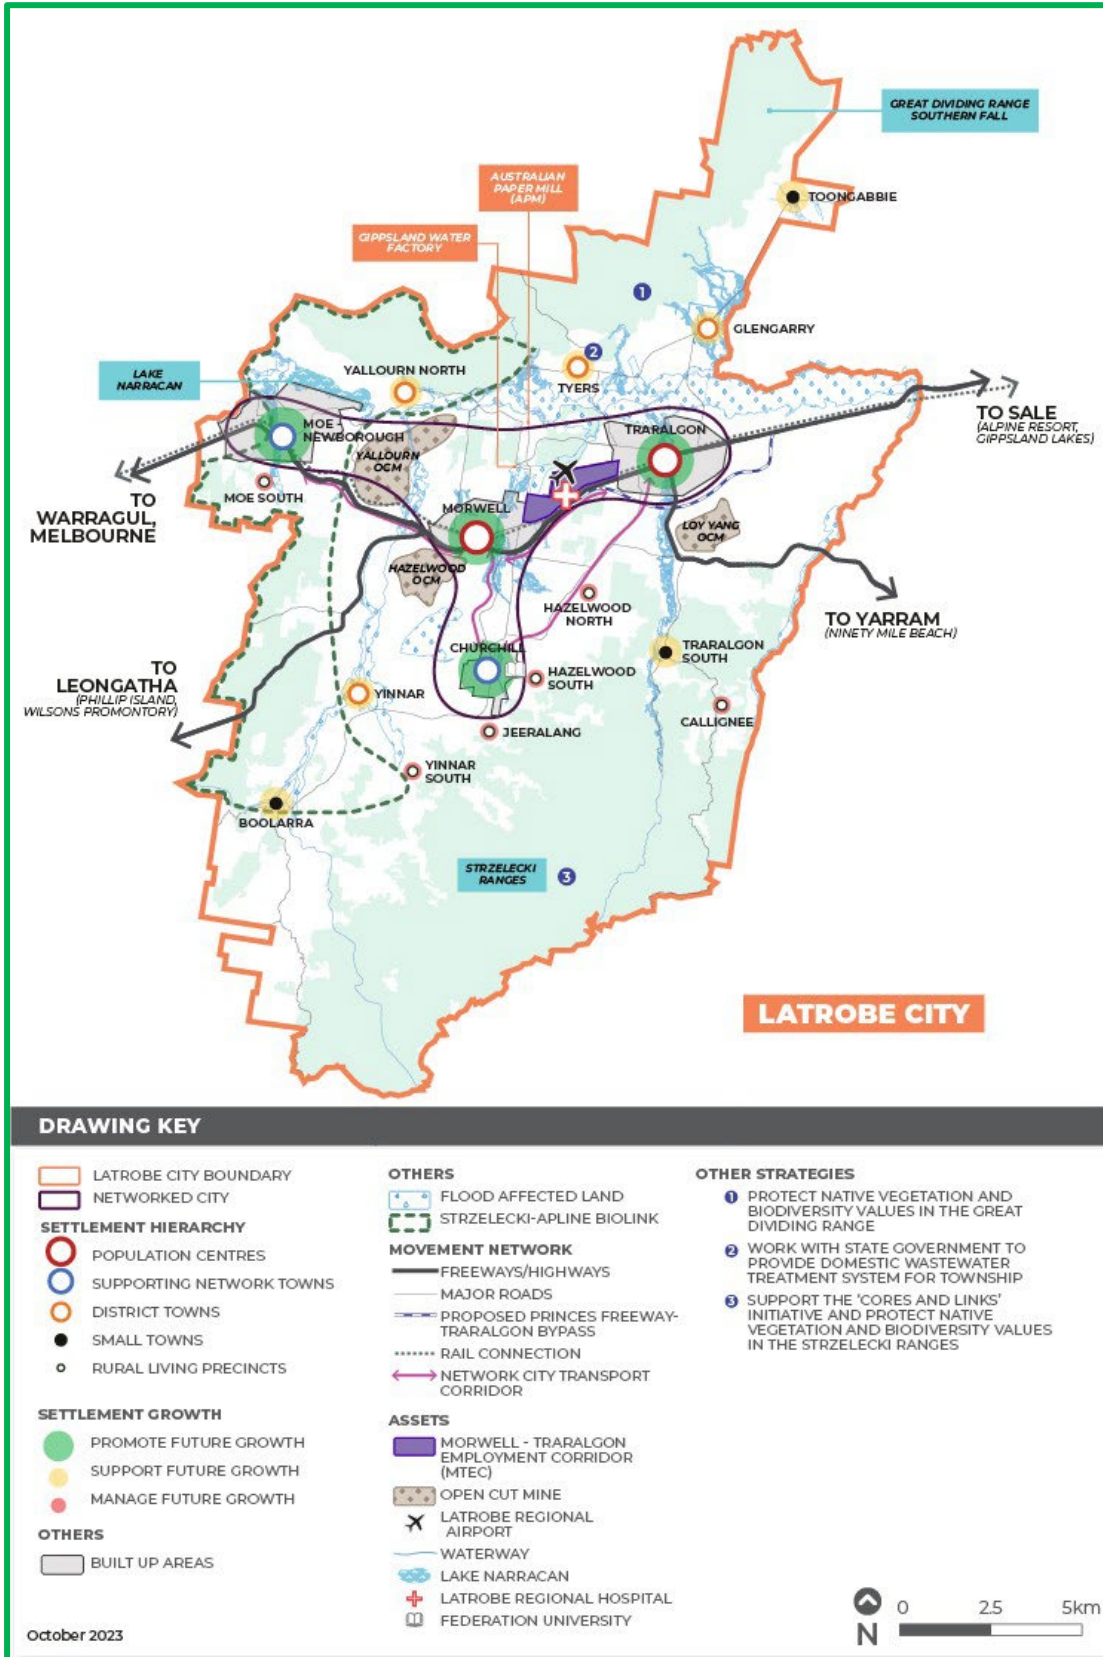 GREAT DIVIDING RANGE
SOUTHERN FALL
AUSTRALIAN
PAPER MILL
(APM)
TOONGABBIE
GIPPSLAND WATER
FACTORY
1
GLENGARRY
2
TYERS
LAKE
NARRACAN
YALLOURN NORTH
TO SALE
(ALPINE RESORT,
GIPPSLAND LAKES)
MOE -
NEWBOROUGH
TRARALGON
YALLOURN
OCM
MOE SOUTH
TO
WARRAGUL,
MELBOURNE
MORWELL
LOY YANG
OCM
HAZELWOOD
OCM
HAZELWOOD
NORTH
TO YARRAM
(NINETY MILE BEACH)
CHURCHILL
TRARALGON
SOUTH
TO
LEONGATHA
(PHILLIP ISLAND,
WILSONS PROMONTORY)
HAZELWOOD
SOUTH
YINNAR
CALLIGNEE
JEERALANG
YINNAR
SOUTH
BOOLARRA
STRZELECKI
RANGES
3
LATROBE CITY
DRAWING KEY
LATROBE CITY BOUNDARY
NETWORKED CITY
SETTLEMENT HIERARCHY
POPULATION CENTRES
SUPPORTING NETWORK TOWNS
DISTRICT TOWNS
SMALL TOWNS
RURAL LIVING PRECINCTS
SETTLEMENT GROWTH
PROMOTE FUTURE GROWTH
SUPPORT FUTURE GROWTH
MANAGE FUTURE GROWTH
OTHERS
BUILT UP AREAS
October 2023
OTHERS
FLOOD AFFECTED LAND
STRZELECKI-APLINE BIOLINK
MOVEMENT NETWORK
FREEWAYS/HIGHWAYS
MAJOR ROADS
PROPOSED PRINCES FREEWAY-
TRARALGON BYPASS
RAIL CONNECTION
NETWORK CITY TRANSPORT
CORRIDOR
ASSETS
MORWELL - TRARALGON
EMPLOYMENT CORRIDOR
(MTEC)
OPEN CUT MINE
LATROBE REGIONAL
AIRPORT
WATERWAY
LAKE NARRACAN
LATROBE REGIONAL HOSPITAL
FEDERATION UNIVERSITY
OTHER STRATEGIES
1 PROTECT NATIVE VEGETATION AND
BIODIVERSITY VALUES IN THE GREAT
DIVIDING RANGE
2 WORK WITH STATE GOVERNMENT TO
PROVIDE DOMESTIC WASTEWATER
TREATMENT SYSTEM FOR TOWNSHIP
3 SUPPORT THE 'CORES AND LINKS'
INITIATIVE AND PROTECT NATIVE
VEGETATION AND BIODIVERSITY VALUES
IN THE STRZELECKI RANGES
N
0 2.5 5km